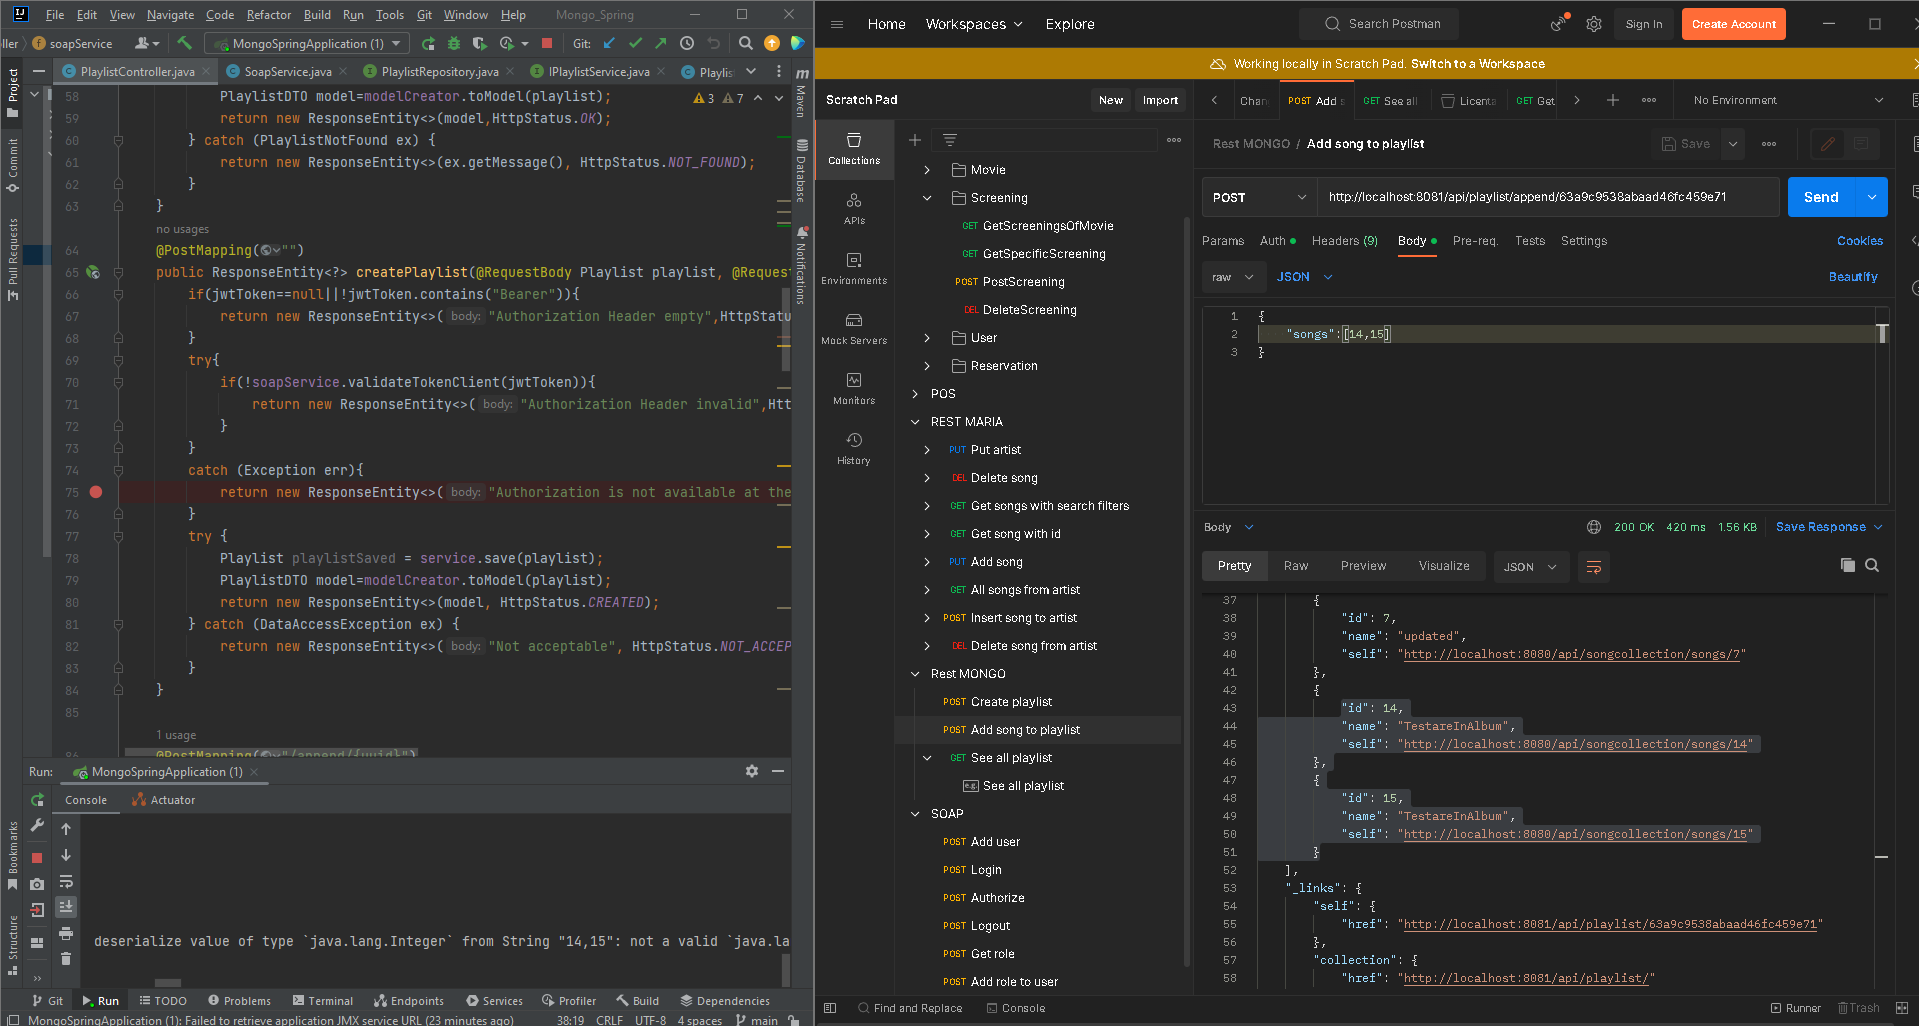 File Edit View Navigate Code Refactor Build Run Tools Git Window Help Mongo_Spring
ller soapService MongoSpringApplication (1) Git:
Project
Commit
Pull Requests
Bookmarks
Structure
PlaylistController.java SoapService.java PlaylistRepository.java IPlaylistService.java Playlis
3 7
58 PlaylistDTO model=modelCreator.toModel(playlist);
59 return new ResponseEntity<>(model,HttpStatus.OK);
60 } catch (PlaylistNotFound ex) {
61 return new ResponseEntity<>(ex.getMessage(), HttpStatus.NOT_FOUND);
62 }
63 }
no usages
64 @PostMapping("")
65 public ResponseEntity<?> createPlaylist(@RequestBody Playlist playlist, @Reques
66 if(jwtToken==null||!jwtToken.contains("Bearer")){
67 return new ResponseEntity<>( body: "Authorization Header empty",HttpStatu
68 }
69 try{
70 if(!soapService.validateTokenClient(jwtToken)){
71 return new ResponseEntity<>( body: "Authorization Header invalid",Htt
72 }
73 }
74 catch (Exception err){
75 return new ResponseEntity<>( body: "Authorization is not available at the
76 }
77 try {
78 Playlist playlistSaved = service.save(playlist);
79 PlaylistDTO model=modelCreator.toModel(playlist);
80 return new ResponseEntity<>(model, HttpStatus.CREATED);
81 } catch (DataAccessException ex) {
82 return new ResponseEntity<>( body: "Not acceptable", HttpStatus.NOT_ACCEP
83 }
84 }
85
1 usage
86 @PostMapping("/append/{uuid}")
m Maven
Database
Notifications
Run: MongoSpringApplication (1)
Console Actuator
deserialize value of type `java.lang.Integer` from String "14,15": not a valid `java.la
Git Run TODO Problems Terminal Endpoints Services Profiler Build Dependencies
MongoSpringApplication (1): Failed to retrieve application JMX service URL (23 minutes ago) 38:19 CRLF UTF-8 4 spaces main
Home Workspaces Explore Search Postman Sign In Create Account
Working locally in Scratch Pad. Switch to a Workspace
Scratch Pad New Import
Collections
APIs
Environments
Mock Servers
Monitors
History
Movie
Screening
GET GetScreeningsOfMovie
GET GetSpecificScreening
POST PostScreening
DEL DeleteScreening
User
Reservation
POS
REST MARIA
PUT Put artist
DEL Delete song
GET Get songs with search filters
GET Get song with id
PUT Add song
GET All songs from artist
POST Insert song to artist
DEL Delete song from artist
Rest MONGO
POST Create playlist
POST Add song to playlist
GET See all playlist
e.g. See all playlist
SOAP
POST Add user
POST Login
POST Authorize
POST Logout
POST Get role
POST Add role to user
Chan POST Add s GET See all Licenta GET Get No Environment
Rest MONGO / Add song to playlist Save
POST http://localhost:8081/api/playlist/append/63a9c9538abaad46fc459e71 Send
Params Auth Headers (9) Body Pre-req. Tests Settings Cookies
raw JSON Beautify
1 {
2 "songs":[14,15]
3 }
Body 200 OK 420 ms 1.56 KB Save Response
Pretty Raw Preview Visualize JSON
37 {
38 "id": 7,
39 "name": "updated",
40 "self": "http://localhost:8080/api/songcollection/songs/7"
41 },
42 {
43 "id": 14,
44 "name": "TestareInAlbum",
45 "self": "http://localhost:8080/api/songcollection/songs/14"
46 },
47 {
48 "id": 15,
49 "name": "TestareInAlbum",
50 "self": "http://localhost:8080/api/songcollection/songs/15"
51 }
52 ],
53 "_links": {
54 "self": {
55 "href": "http://localhost:8081/api/playlist/63a9c9538abaad46fc459e71"
56 },
57 "collection": {
58 "href": "http://localhost:8081/api/playlist/"
Find and Replace Console Runner Trash